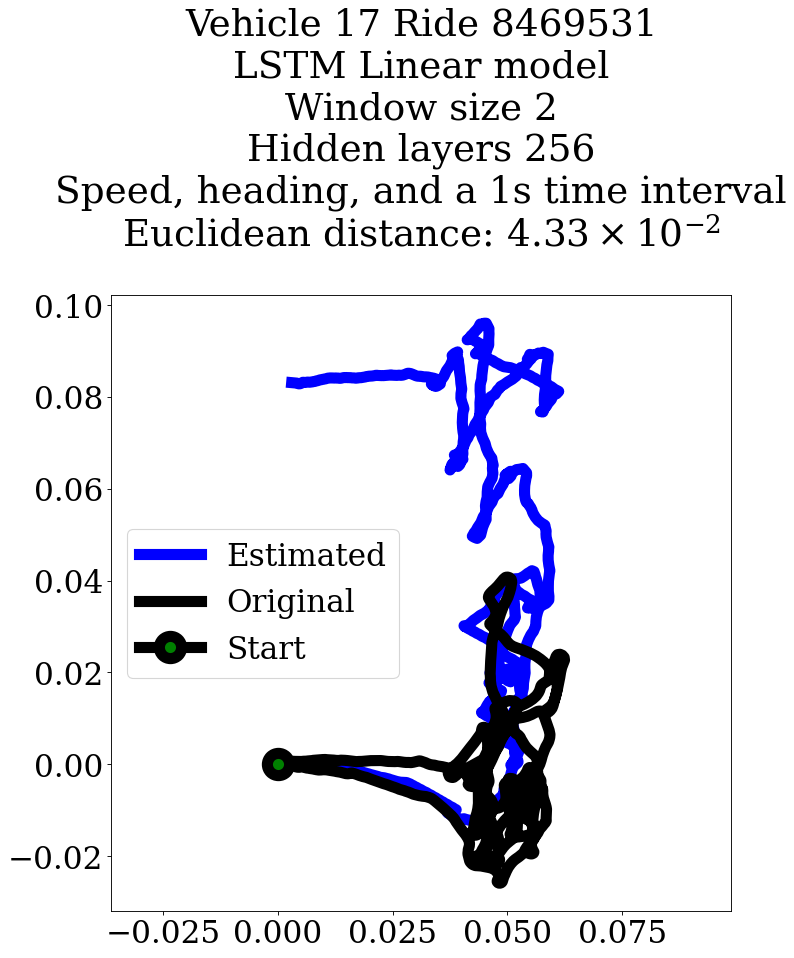 Vehicle 17 Ride 8469531
LSTM Linear model
Window size 2
Hidden layers 256
Speed, heading, and a 1s time interval
Euclidean distance: 4.33 × 10⁻²
0.10
0.08
0.06
0.04
0.02
0.00
−0.02
Estimated
Original
Start
−0.025 0.000 0.025 0.050 0.075